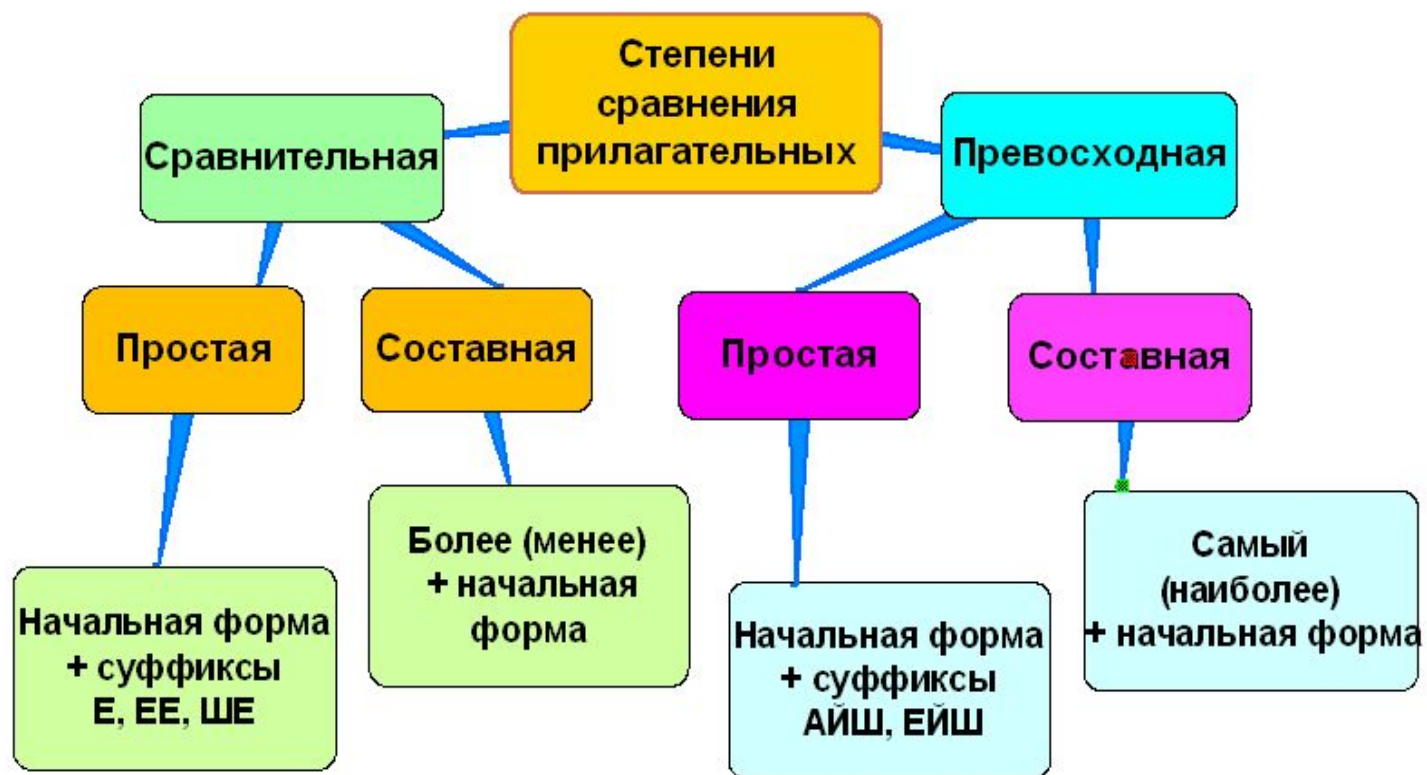 Степени
сравнения
прилагательных
Сравнительная
Превосходная
Простая
Составная
Простая
Составная
Начальная форма
+ суффиксы
Е, ЕЕ, ШЕ
Более (менее)
+ начальная
форма
Начальная форма
+ суффиксы
АЙШ, ЕЙШ
Самый
(наиболее)
+ начальная форма